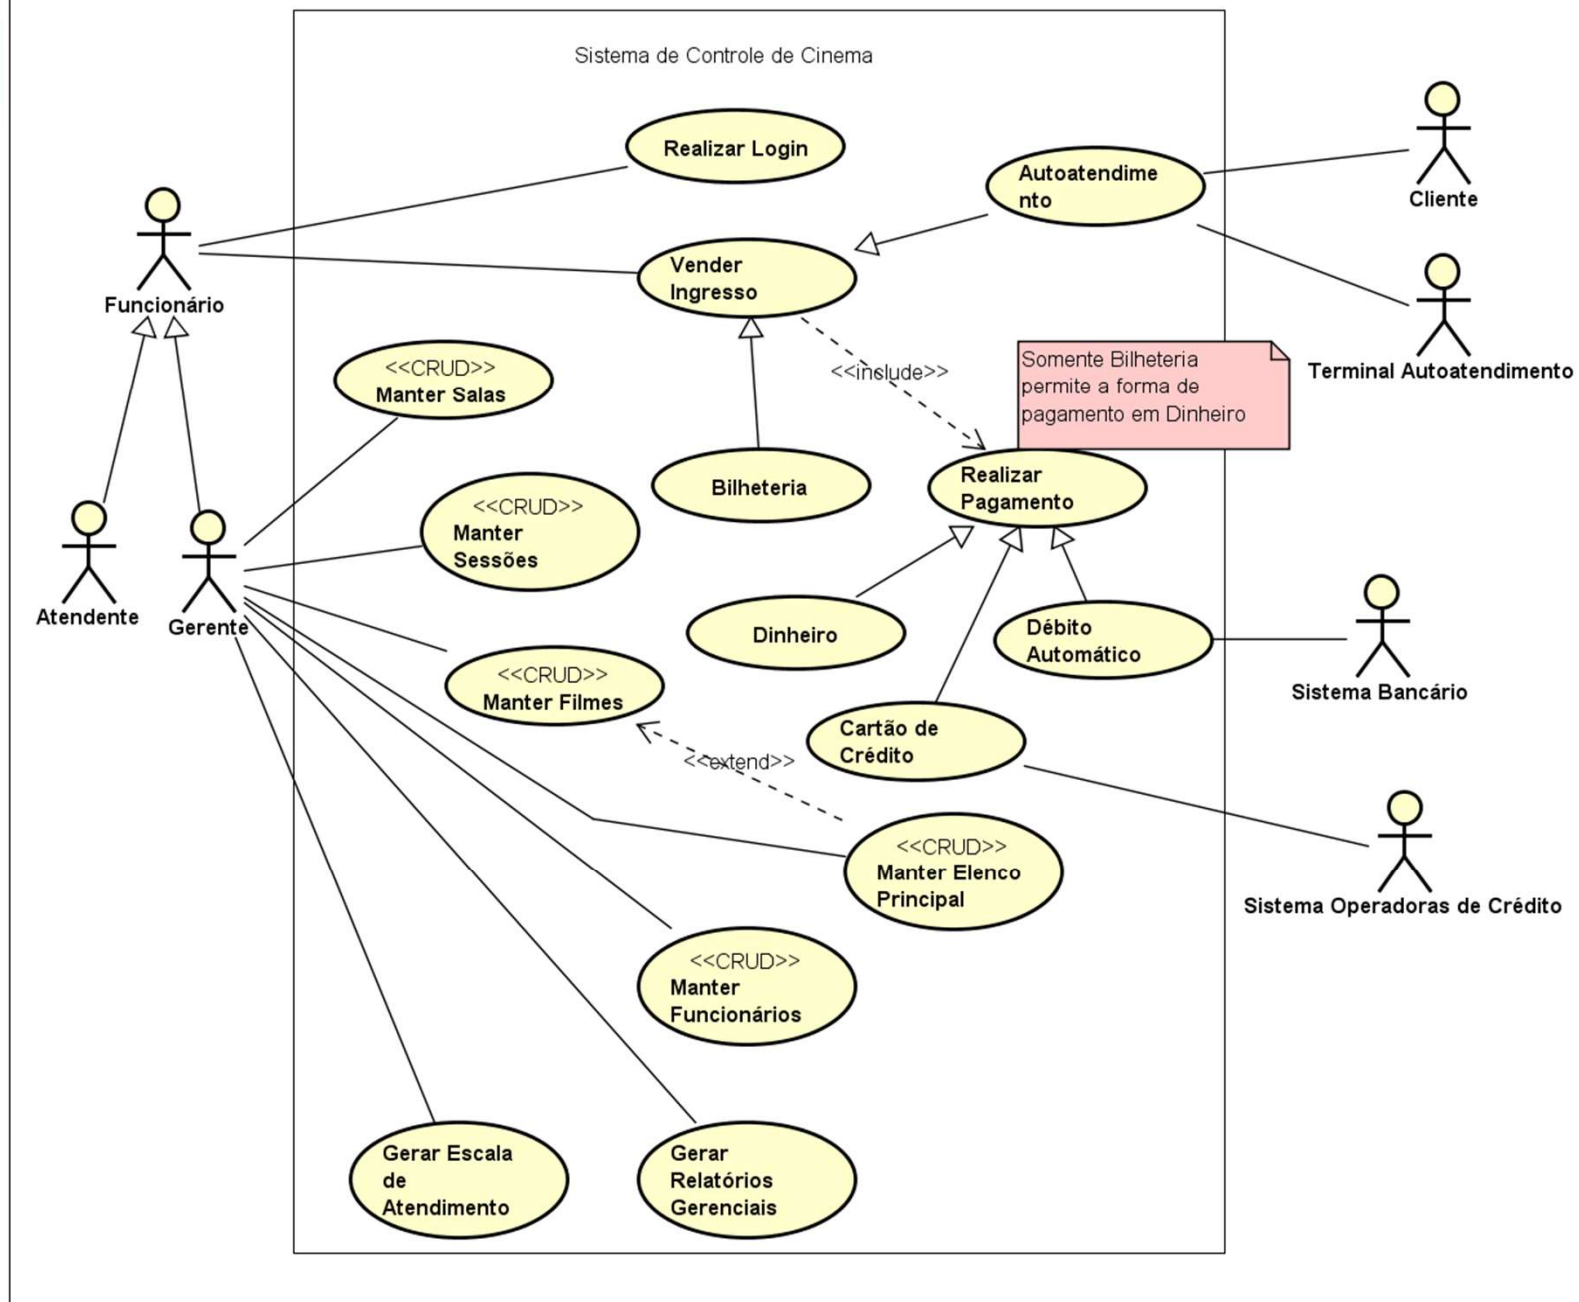 Sistema de Controle de Cinema
Realizar Login
Autoatendime
nto
Cliente
Vender
Ingresso
Funcionário
<<CRUD>>
Manter Salas
<<include>>
Somente Bilheteria
permite a forma de
pagamento em Dinheiro
Terminal Autoatendimento
Bilheteria
Realizar
Pagamento
<<CRUD>>
Manter
Sessões
Atendente
Gerente
Dinheiro
Débito
Automático
Sistema Bancário
<<CRUD>>
Manter Filmes
<<extend>>
Cartão de
Crédito
<<CRUD>>
Manter Elenco
Principal
Sistema Operadoras de Crédito
<<CRUD>>
Manter
Funcionários
Gerar Escala
de
Atendimento
Gerar
Relatórios
Gerenciais